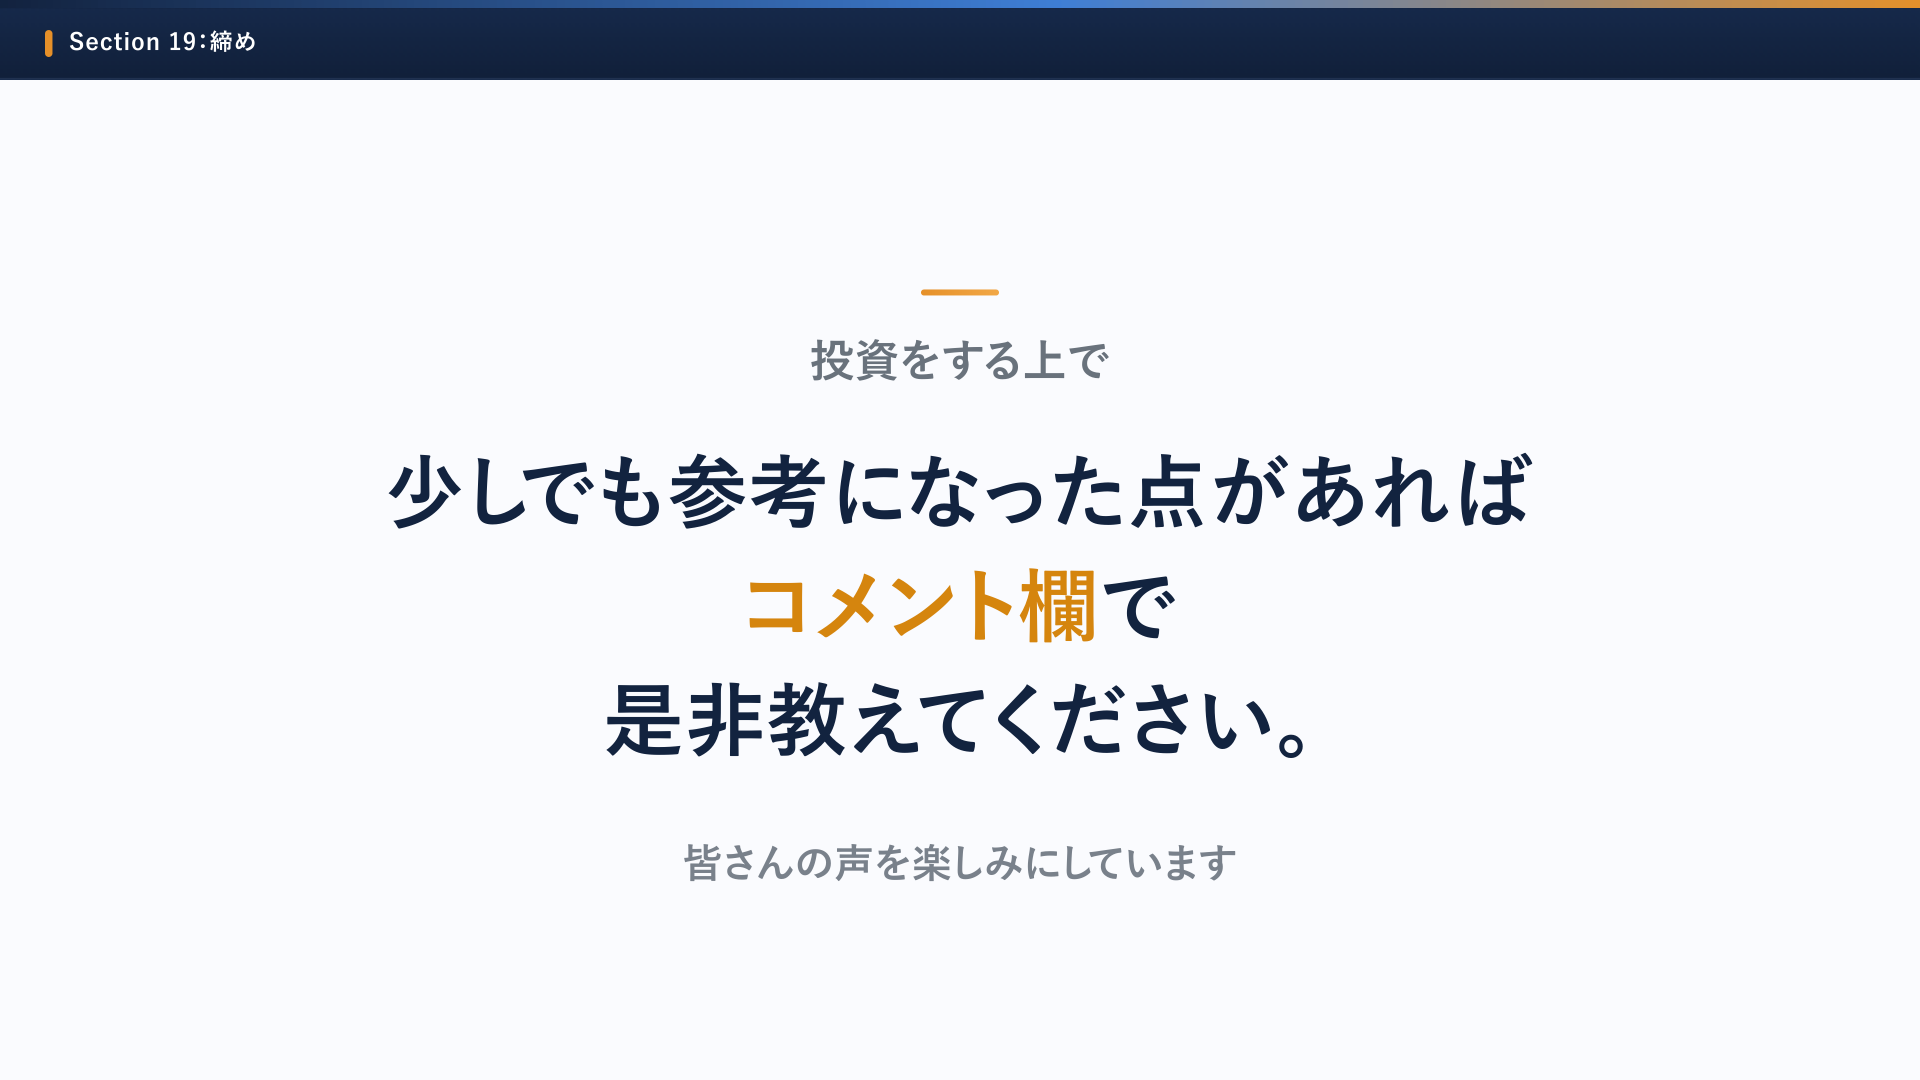 Section 19：締め
投資をする上で
少しでも参考になった点があれば
コメント欄で
是非教えてください。
皆さんの声を楽しみにしています